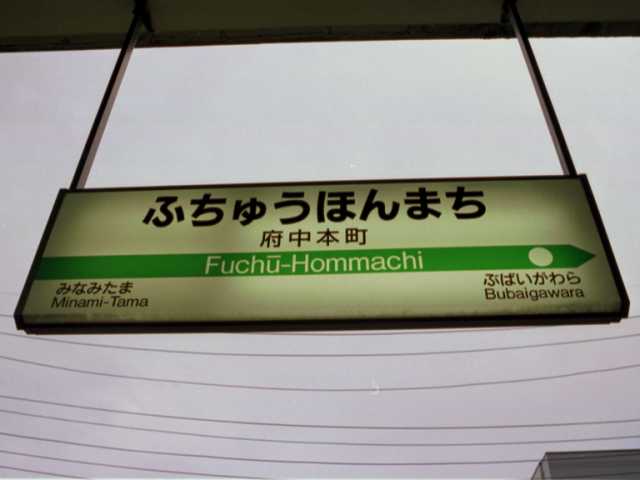 ふちゅうほんまち
府中本町
Fuchū-Hommachi
みなみたま
Minami-Tama
ぶばいがわら
Bubaigawara